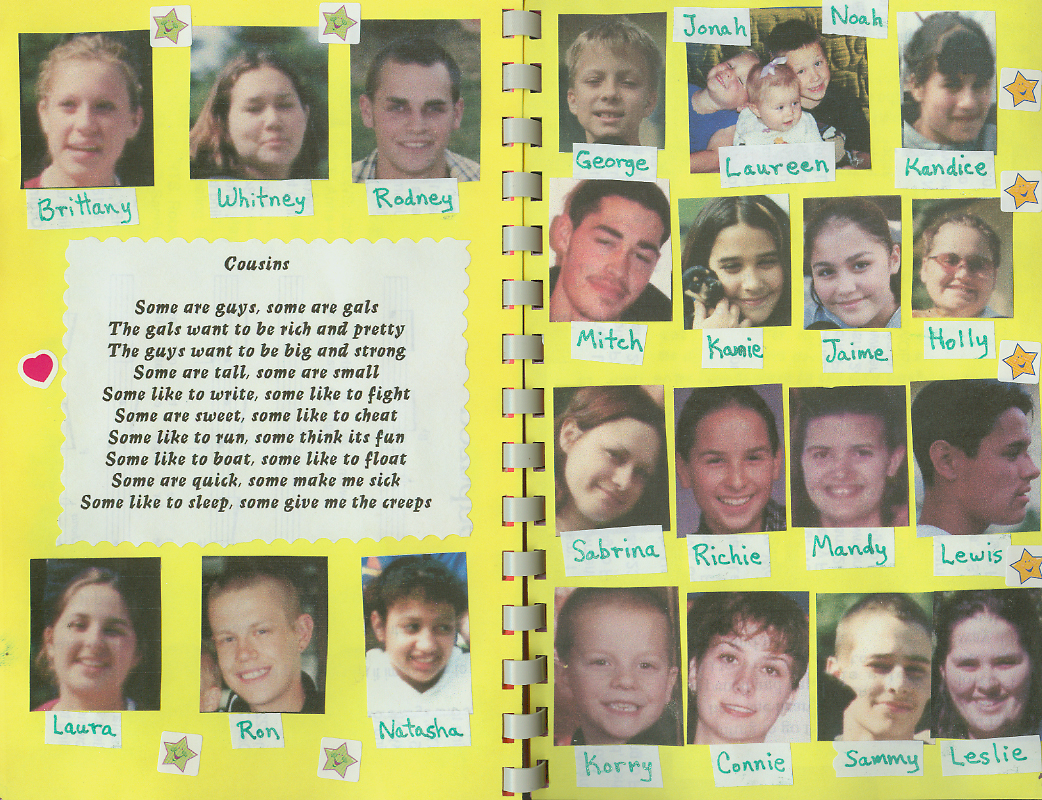 Brittany
Whitney
Rodney
Cousins
Some are guys, some are gals
The gals want to be rich and pretty
The guys want to be big and strong
Some are tall, some are small
Some like to write, some like to fight
Some are sweet, some like to cheat
Some like to run, some think its fun
Some like to boat, some like to float
Some are quick, some make me sick
Some like to sleep, some give me the creeps
Laura
Ron
Natasha
Jonah
Noah
George
Laureen
Kandice
Mitch
Kamie
Jaime
Holly
Sabrina
Richie
Mandy
Lewis
Korry
Connie
Sammy
Leslie